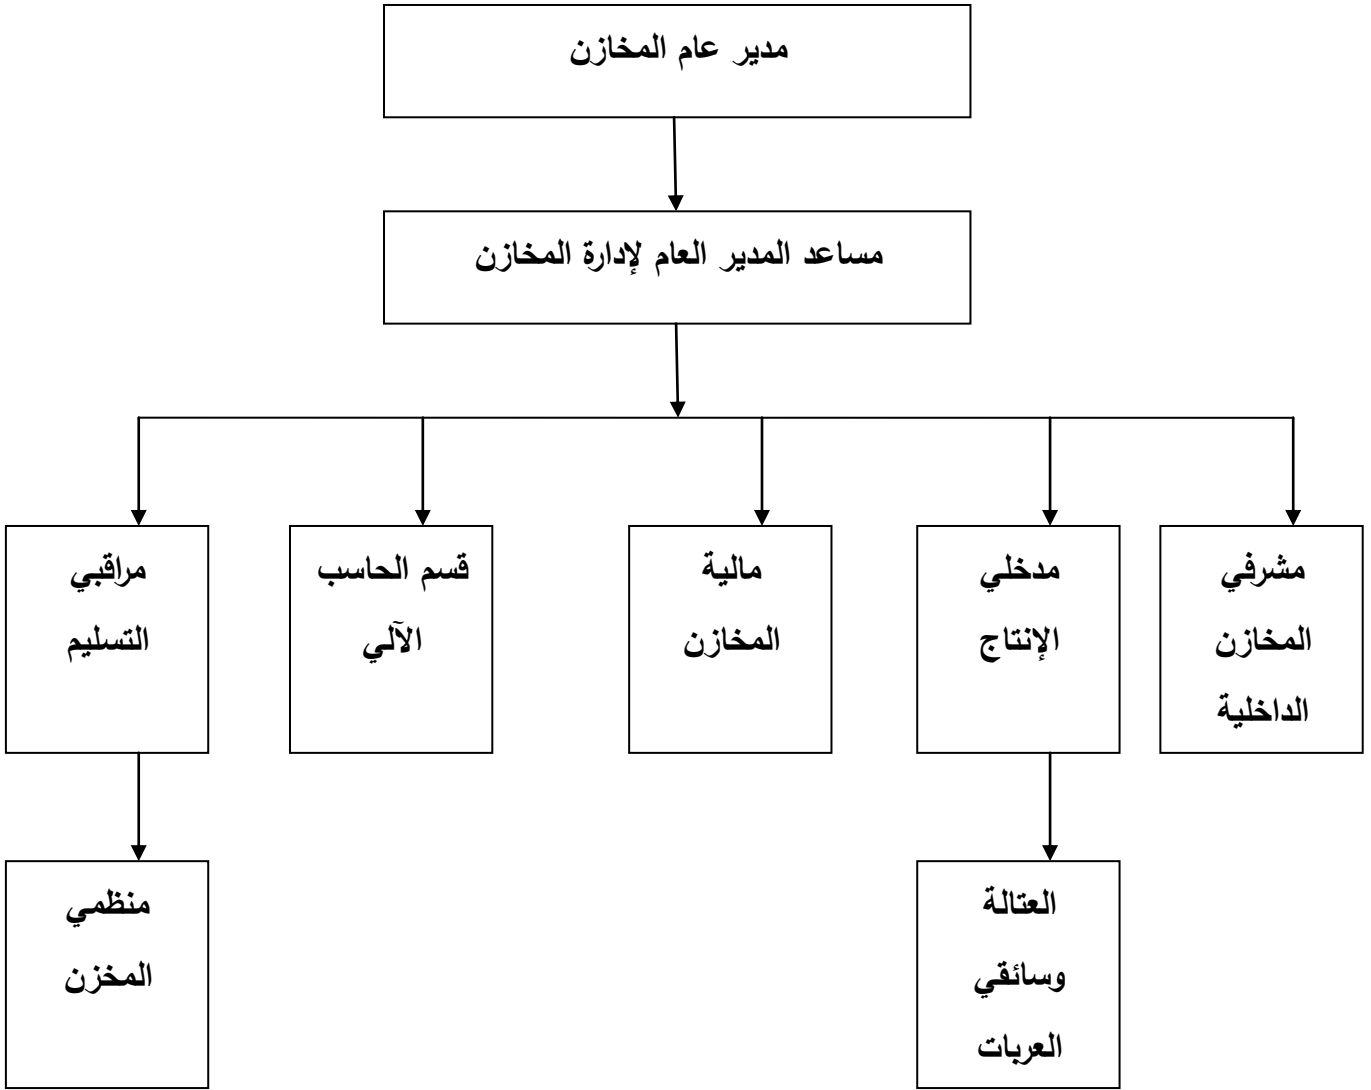 مدير عام المخازن
مساعد المدير العام لإدارة المخازن
مشرفي
المخازن
الداخلية
مدخلي
الإنتاج
مالية
المخازن
قسم الحاسب
الآلي
مراقبي
التسليم
العتالة
وسائقي
العربات
منظمي
المخزن